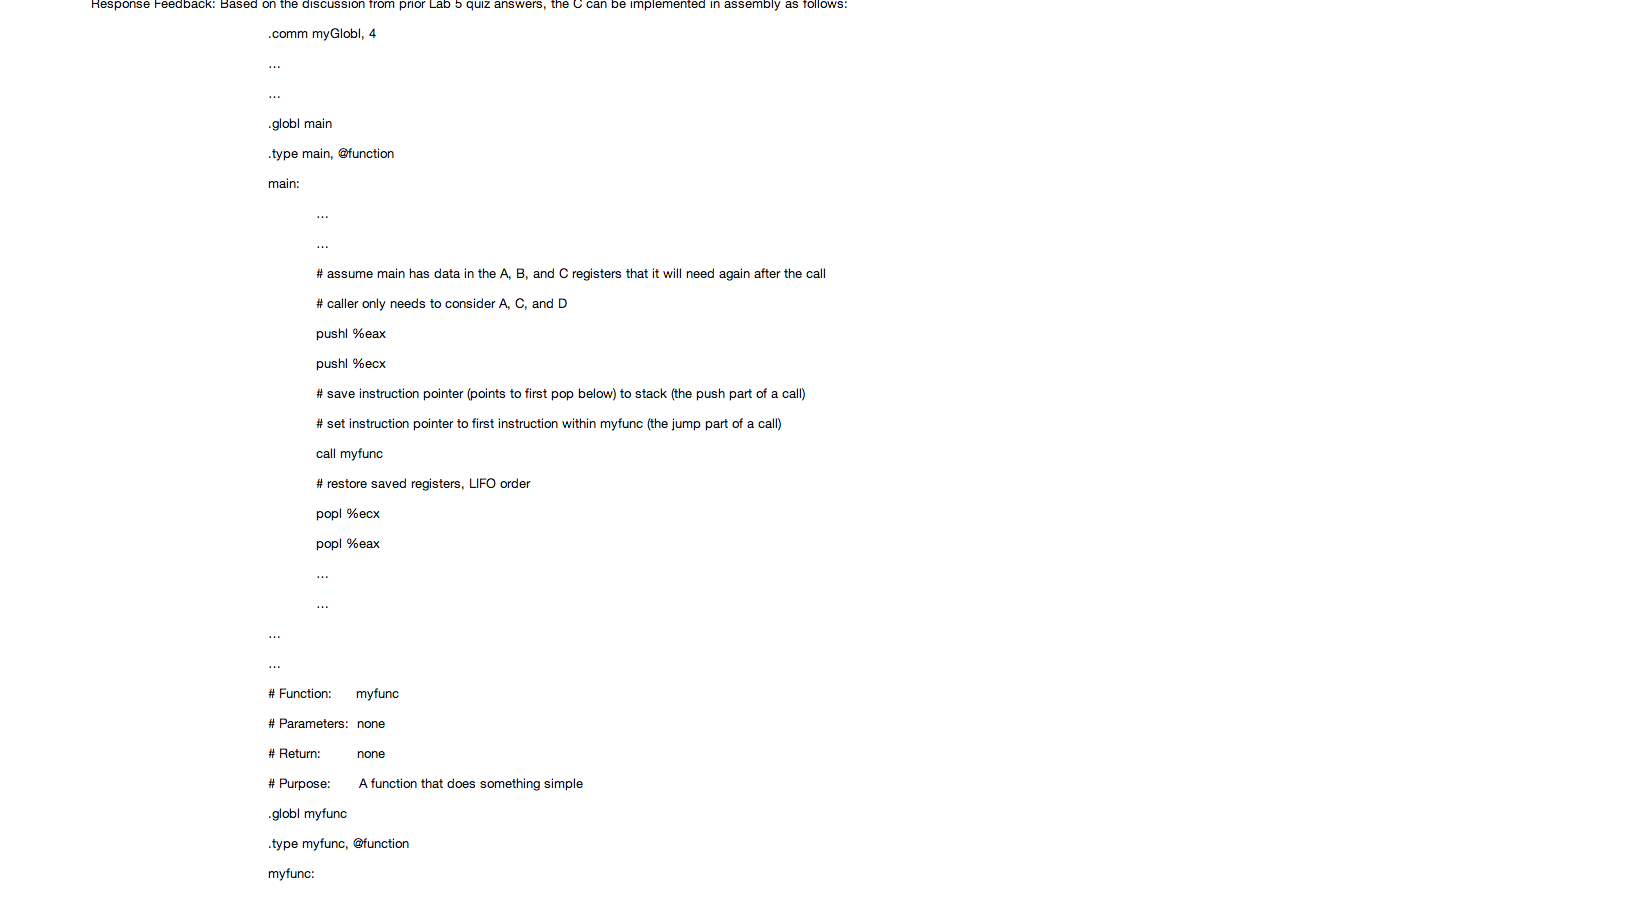 Response Feedback: Based on the discussion from prior Lab 5 quiz answers, the C can be implemented in assembly as follows:
.comm myGlobl, 4
...
...
.globl main
.type main, @function
main:
...
...
# assume main has data in the A, B, and C registers that it will need again after the call
# caller only needs to consider A, C, and D
pushl %eax
pushl %ecx
# save instruction pointer (points to first pop below) to stack (the push part of a call)
# set instruction pointer to first instruction within myfunc (the jump part of a call)
call myfunc
# restore saved registers, LIFO order
popl %ecx
popl %eax
...
...
...
...
# Function: myfunc
# Parameters: none
# Return: none
# Purpose: A function that does something simple
.globl myfunc
.type myfunc, @function
myfunc: